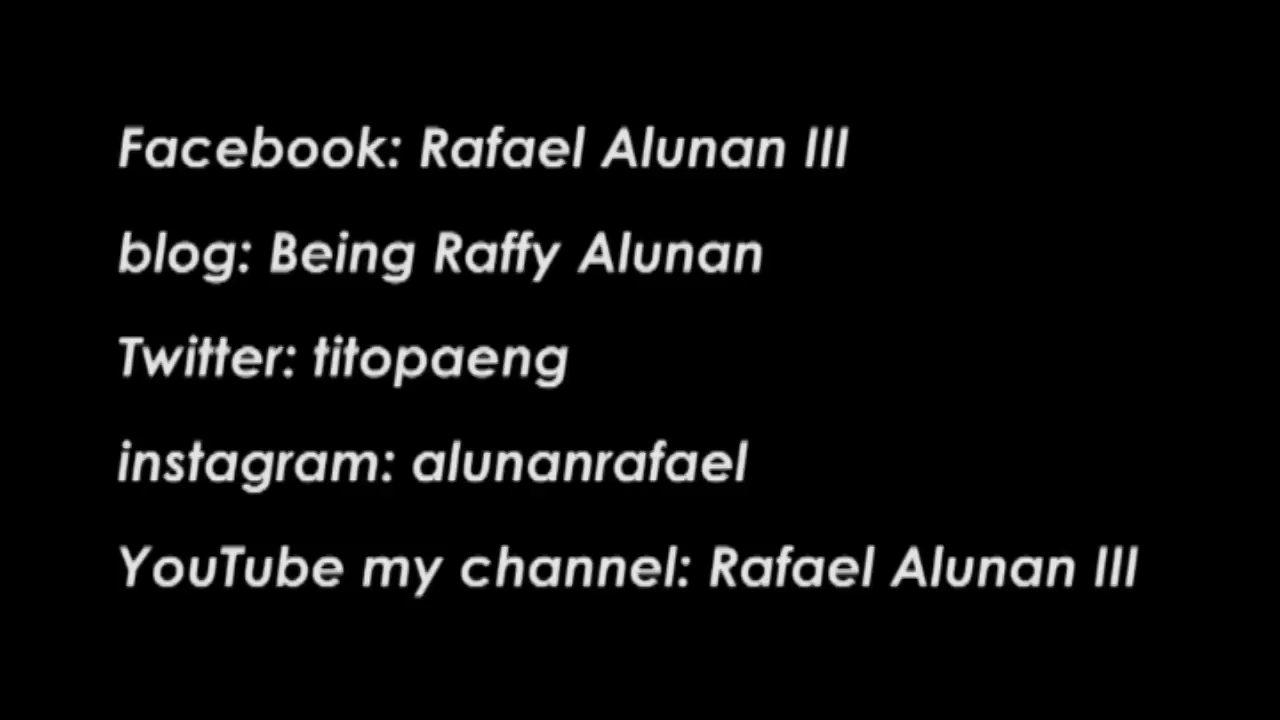 Facebook: Rafael Alunan III
blog: Being Raffy Alunan
Twitter: titopaeng
instagram: alunanrafael
YouTube my channel: Rafael Alunan III